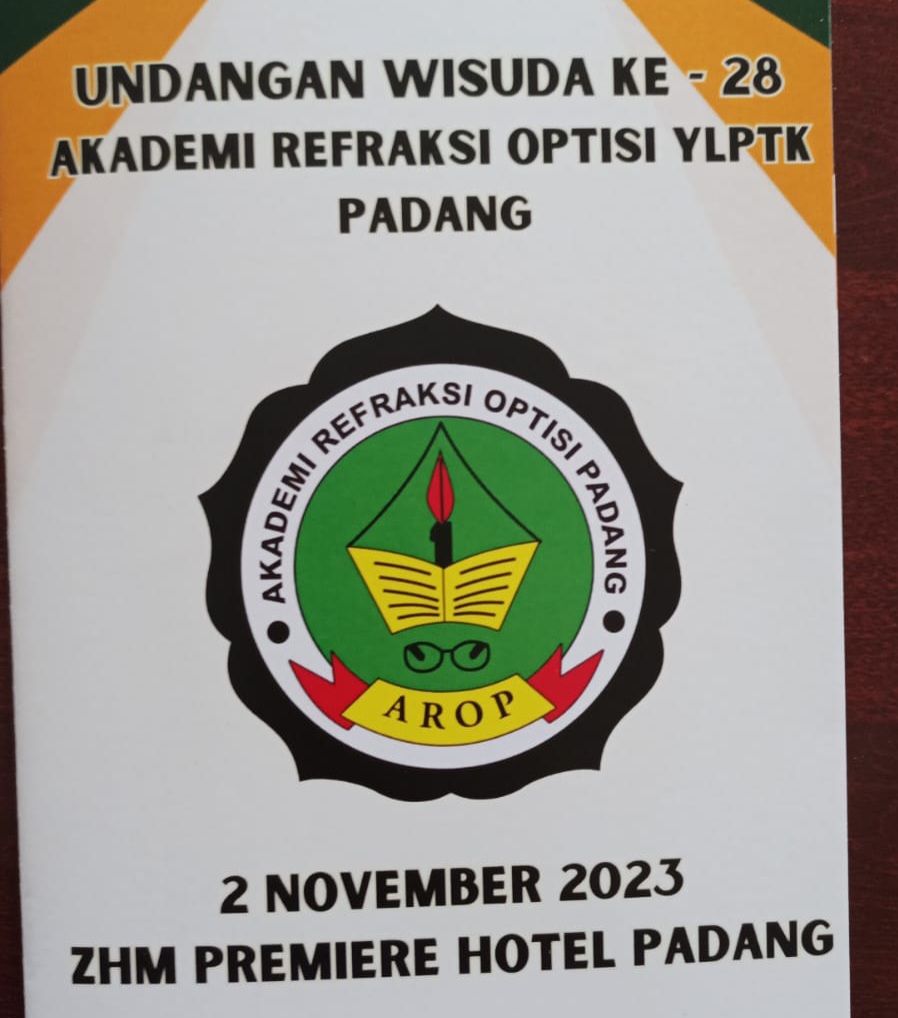 UNDANGAN WISUDA KE - 28
AKADEMI REFRAKSI OPTISI YLPTK
PADANG
AKADEMI REFRAKSI OPTISI PADANG
AROP
2 NOVEMBER 2023
ZHM PREMIERE HOTEL PADANG